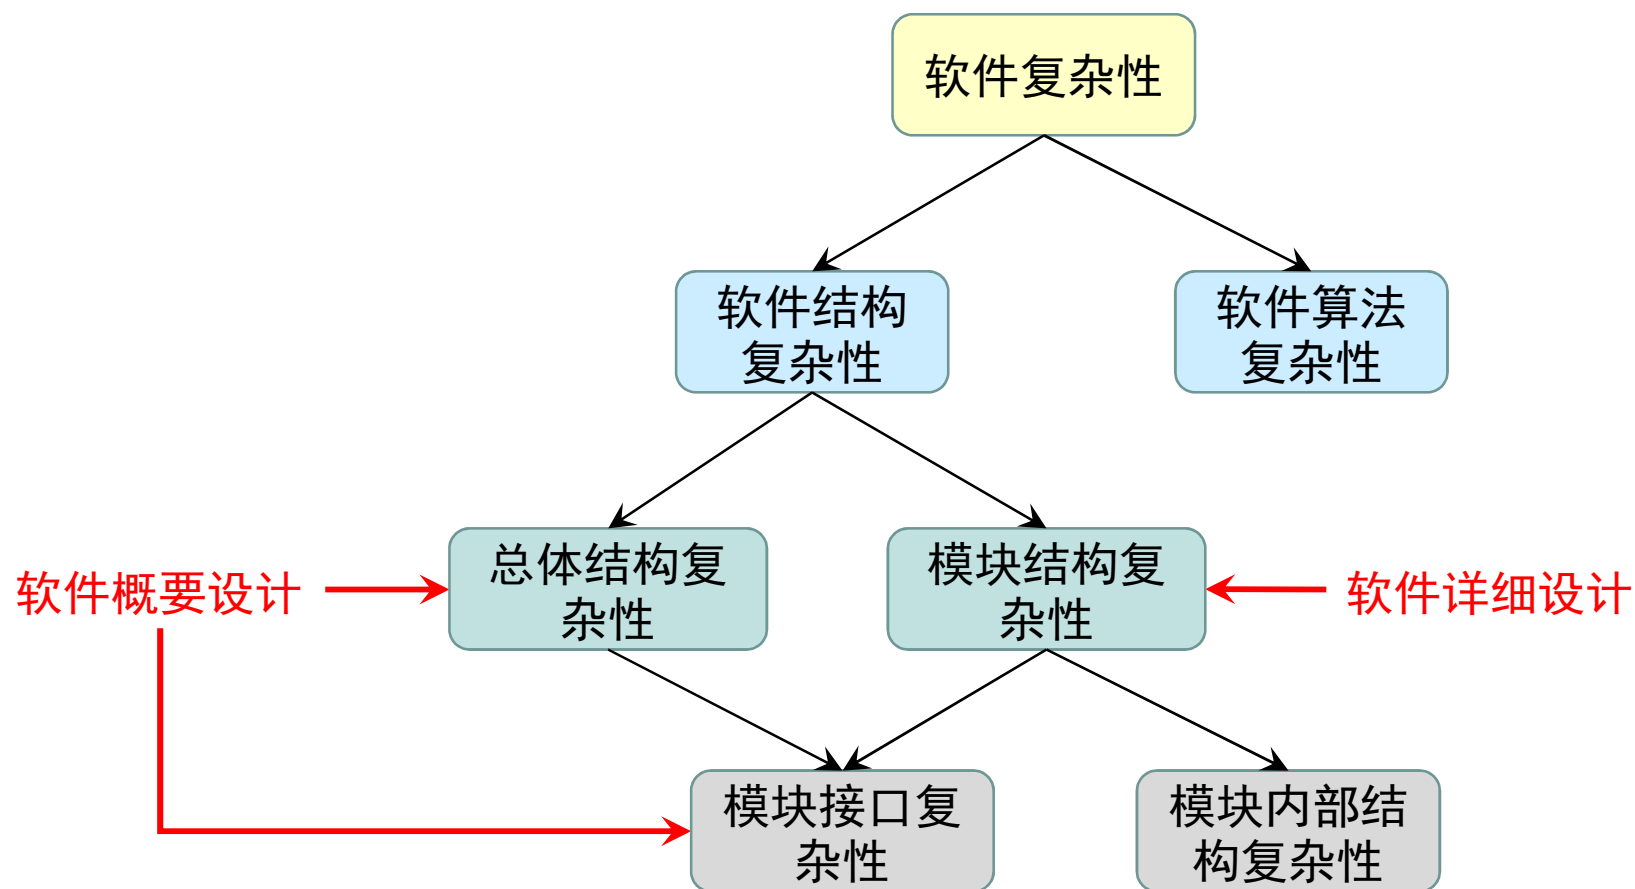 软件复杂性
软件结构
复杂性
软件算法
复杂性
总体结构复
杂性
模块结构复
杂性
软件概要设计
软件详细设计
模块接口复
杂性
模块内部结
构复杂性